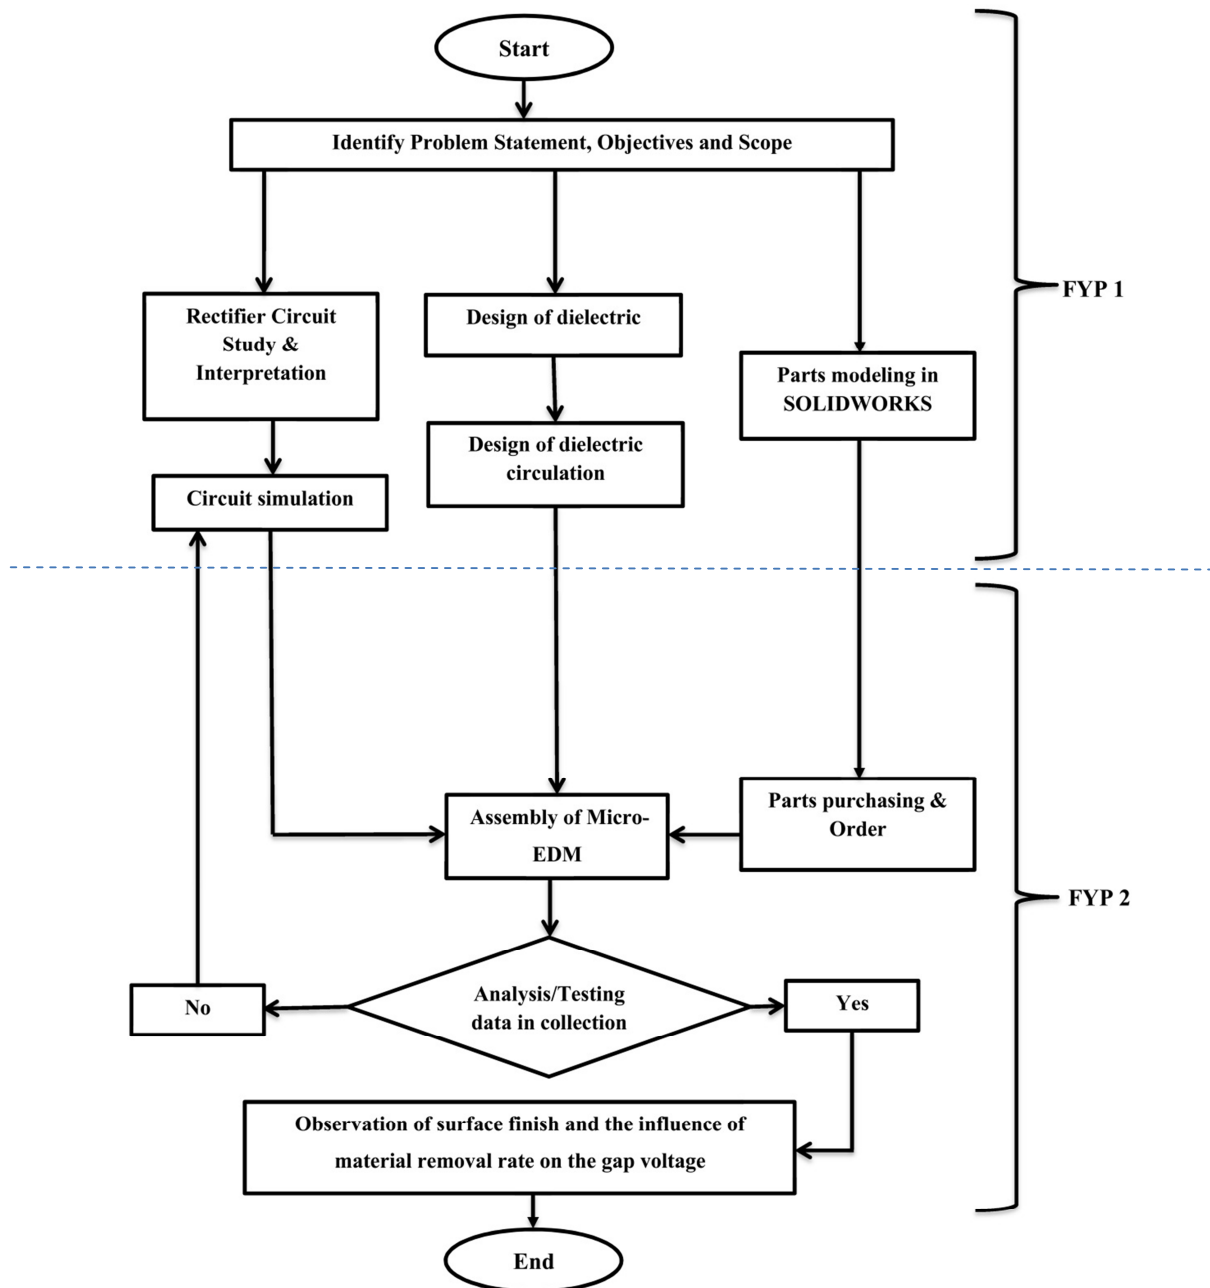 Start
Identify Problem Statement, Objectives and Scope
FYP 1
Rectifier Circuit
Study &
Interpretation
Design of dielectric
Parts modeling in
SOLIDWORKS
Design of dielectric
circulation
Circuit simulation
Parts purchasing &
Order
Assembly of Micro-
EDM
FYP 2
Analysis/Testing
data in collection
No
Yes
Observation of surface finish and the influence of
material removal rate on the gap voltage
End